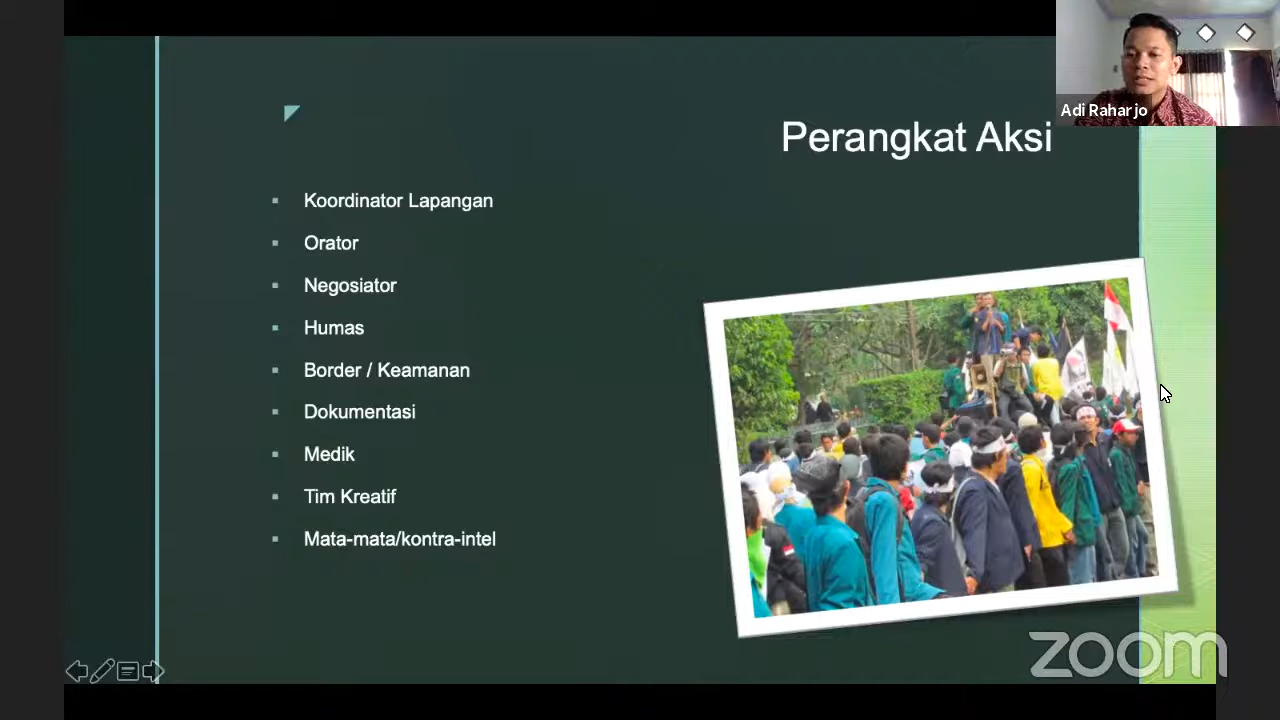 Adi Raharjo
Perangkat Aksi
Koordinator Lapangan
Orator
Negosiator
Humas
Border / Keamanan
Dokumentasi
Medik
Tim Kreatif
Mata-mata/kontra-intel
zoom